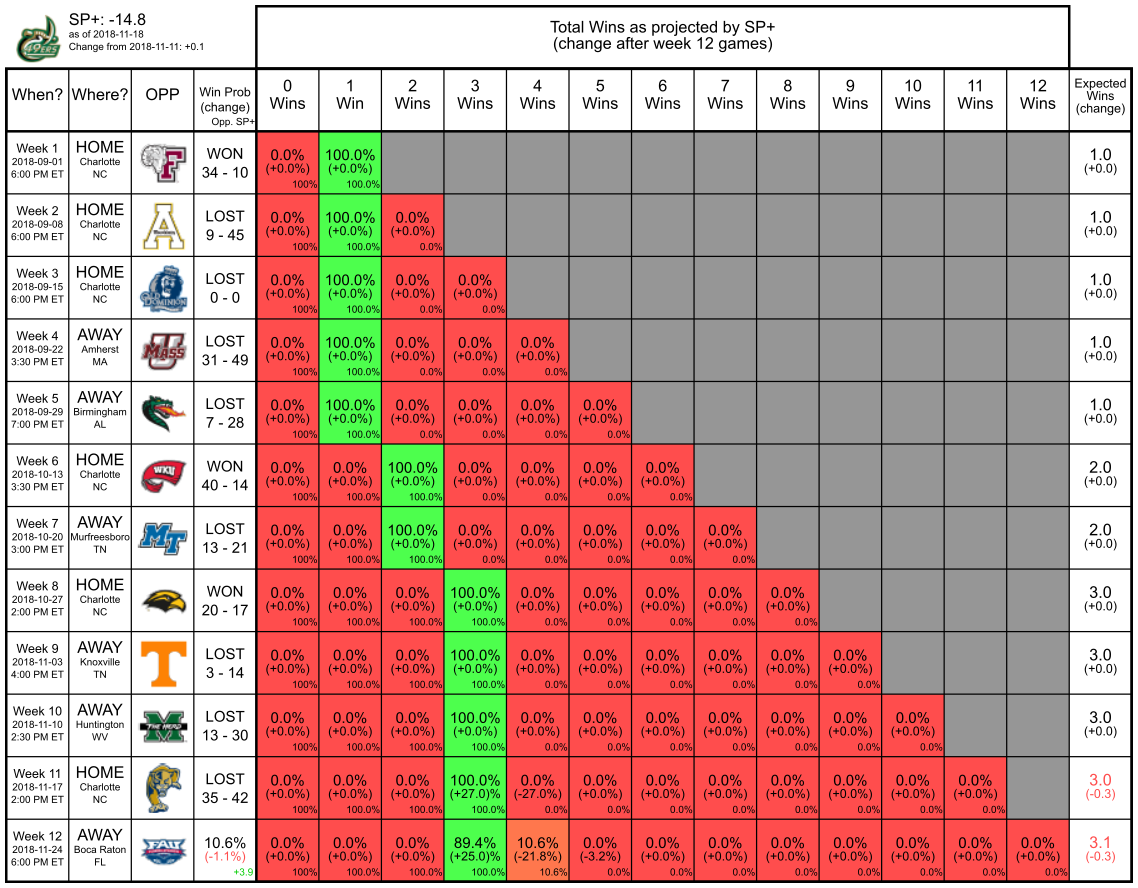 SP+: -14.8
as of 2018-11-18
Change from 2018-11-11: +0.1
49ERS
Total Wins as projected by SP+
(change after week 12 games)
When? Where? OPP Win Prob
(change)
Opp. SP+
0
Wins
1
Win
2
Wins
3
Wins
4
Wins
5
Wins
6
Wins
7
Wins
8
Wins
9
Wins
10
Wins
11
Wins
12
Wins
Expected
Wins
(change)
Week 1 HOME WON
2018-09-01 Charlotte 34 - 10
6:00 PM ET NC
F
0.0% 100.0% 1.0
(+0.0%) (+0.0%) (+0.0)
100% 100.0%
Week 2 HOME LOST
2018-09-08 Charlotte 9 - 45
6:00 PM ET NC
A
0.0% 100.0% 0.0% 1.0
(+0.0%) (+0.0%) (+0.0%) (+0.0)
100% 100.0% 0.0%
Week 3 HOME LOST
2018-09-15 Charlotte 0 - 0
6:00 PM ET NC
DOMINION
0.0% 100.0% 0.0% 0.0% 1.0
(+0.0%) (+0.0%) (+0.0%) (+0.0%) (+0.0)
100% 100.0% 0.0% 0.0%
Week 4 AWAY LOST
2018-09-22 Amherst 31 - 49
3:30 PM ET MA
MASS
0.0% 100.0% 0.0% 0.0% 0.0% 1.0
(+0.0%) (+0.0%) (+0.0%) (+0.0%) (+0.0%) (+0.0)
100% 100.0% 0.0% 0.0% 0.0%
Week 5 AWAY LOST
2018-09-29 Birmingham 7 - 28
7:00 PM ET AL
0.0% 100.0% 0.0% 0.0% 0.0% 0.0% 1.0
(+0.0%) (+0.0%) (+0.0%) (+0.0%) (+0.0%) (+0.0%) (+0.0)
100% 100.0% 0.0% 0.0% 0.0% 0.0%
Week 6 HOME WON
2018-10-13 Charlotte 40 - 14
3:30 PM ET NC
WKU
0.0% 0.0% 100.0% 0.0% 0.0% 0.0% 0.0% 2.0
(+0.0%) (+0.0%) (+0.0%) (+0.0%) (+0.0%) (+0.0%) (+0.0%) (+0.0)
100% 100.0% 100.0% 0.0% 0.0% 0.0% 0.0%
Week 7 AWAY LOST
2018-10-20 Murfreesboro 13 - 21
3:00 PM ET TN
MT
0.0% 0.0% 100.0% 0.0% 0.0% 0.0% 0.0% 0.0% 2.0
(+0.0%) (+0.0%) (+0.0%) (+0.0%) (+0.0%) (+0.0%) (+0.0%) (+0.0%) (+0.0)
100% 100.0% 100.0% 0.0% 0.0% 0.0% 0.0% 0.0%
Week 8 HOME WON
2018-10-27 Charlotte 20 - 17
2:00 PM ET NC
0.0% 0.0% 0.0% 100.0% 0.0% 0.0% 0.0% 0.0% 0.0% 3.0
(+0.0%) (+0.0%) (+0.0%) (+0.0%) (+0.0%) (+0.0%) (+0.0%) (+0.0%) (+0.0%) (+0.0)
100% 100.0% 100.0% 100.0% 0.0% 0.0% 0.0% 0.0% 0.0%
Week 9 AWAY LOST
2018-11-03 Knoxville 3 - 14
4:00 PM ET TN
T
0.0% 0.0% 0.0% 100.0% 0.0% 0.0% 0.0% 0.0% 0.0% 0.0% 3.0
(+0.0%) (+0.0%) (+0.0%) (+0.0%) (+0.0%) (+0.0%) (+0.0%) (+0.0%) (+0.0%) (+0.0%) (+0.0)
100% 100.0% 100.0% 100.0% 0.0% 0.0% 0.0% 0.0% 0.0% 0.0%
Week 10 AWAY LOST
2018-11-10 Huntington 13 - 30
2:30 PM ET WV
M THE HERD
0.0% 0.0% 0.0% 100.0% 0.0% 0.0% 0.0% 0.0% 0.0% 0.0% 0.0% 3.0
(+0.0%) (+0.0%) (+0.0%) (+0.0%) (+0.0%) (+0.0%) (+0.0%) (+0.0%) (+0.0%) (+0.0%) (+0.0%) (+0.0)
100% 100.0% 100.0% 100.0% 0.0% 0.0% 0.0% 0.0% 0.0% 0.0% 0.0%
Week 11 HOME LOST
2018-11-17 Charlotte 35 - 42
2:00 PM ET NC
0.0% 0.0% 0.0% 100.0% 0.0% 0.0% 0.0% 0.0% 0.0% 0.0% 0.0% 0.0% 3.0
(+0.0%) (+0.0%) (+0.0%) (+27.0)% (-27.0%) (+0.0%) (+0.0%) (+0.0%) (+0.0%) (+0.0%) (+0.0%) (+0.0%) (-0.3)
100% 100.0% 100.0% 100.0% 0.0% 0.0% 0.0% 0.0% 0.0% 0.0% 0.0% 0.0%
Week 12 AWAY 10.6%
2018-11-24 Boca Raton (-1.1%)
6:00 PM ET FL +3.9
FAU
0.0% 0.0% 0.0% 89.4% 10.6% 0.0% 0.0% 0.0% 0.0% 0.0% 0.0% 0.0% 0.0% 3.1
(+0.0%) (+0.0%) (+0.0%) (+25.0)% (-21.8%) -3.2%) (+0.0%) (+0.0%) (+0.0%) (+0.0%) (+0.0%) (+0.0%) (+0.0%) (-0.3)
100% 100.0% 100.0% 100.0% 10.6% 0.0% 0.0% 0.0% 0.0% 0.0% 0.0% 0.0% 0.0%